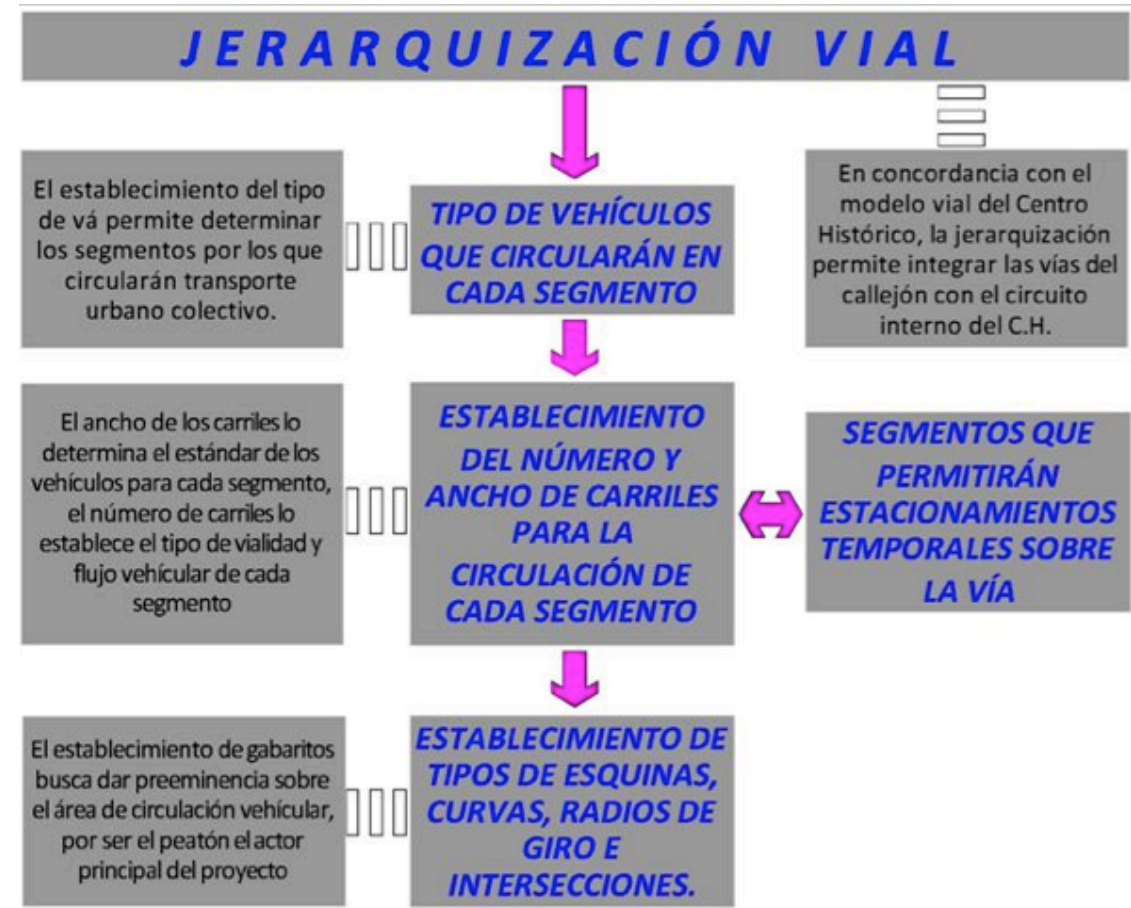 JERARQUIZACIÓN VIAL
El establecimiento del tipo
de vá permite determinar
los segmentos por los que
circularán transporte
urbano colectivo.
TIPO DE VEHÍCULOS
QUE CIRCULARÁN EN
CADA SEGMENTO
En concordancia con el
modelo vial del Centro
Histórico, la jerarquización
permite integrar las vías del
callejón con el circuito
interno del C.H.
El ancho de los carriles lo
determina el estándar de los
vehículos para cada segmento,
el número de carriles lo
establece el tipo de vialidad y
flujo vehícular de cada
segmento
ESTABLECIMIENTO
DEL NÚMERO Y
ANCHO DE CARRILES
PARA LA
CIRCULACIÓN DE
CADA SEGMENTO
SEGMENTOS QUE
PERMITIRÁN
ESTACIONAMIENTOS
TEMPORALES SOBRE
LA VÍA
El establecimiento de gabaritos
busca dar preeminencia sobre
el área de circulación vehícular,
por ser el peatón el actor
principal del proyecto
ESTABLECIMIENTO DE
TIPOS DE ESQUINAS,
CURVAS, RADIOS DE
GIRO E
INTERSECCIONES.